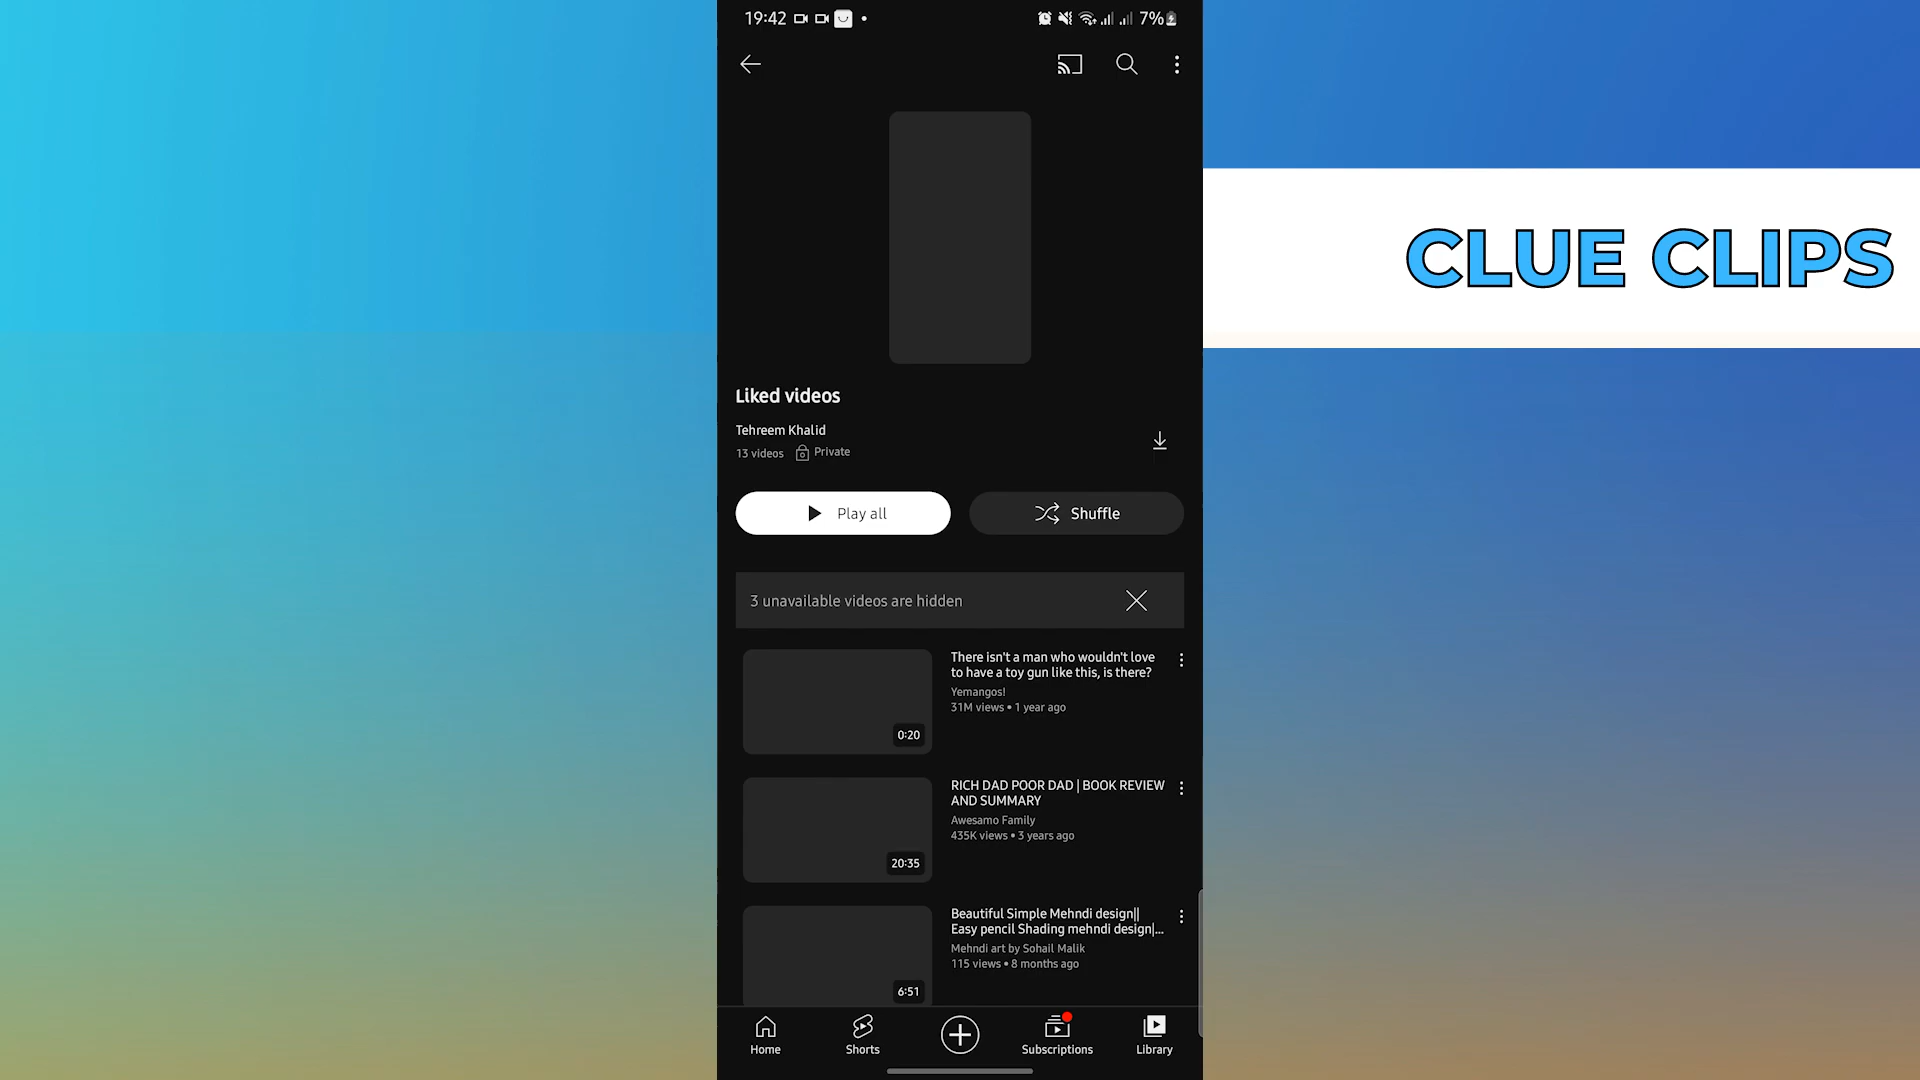 19:42
7%
CLUE CLIPS
Liked videos
Tehreem Khalid
13 videos Private
Play all
Shuffle
3 unavailable videos are hidden
There isn't a man who wouldn't love
to have a toy gun like this, is there?
Yemangos!
31M views • 1 year ago
0:20
RICH DAD POOR DAD | BOOK REVIEW
AND SUMMARY
Awesamo Family
435K views • 3 years ago
20:35
Beautiful Simple Mehndi design||
Easy pencil Shading mehndi design|...
Mehndi art by Sohail Malik
115 views • 8 months ago
6:51
Home
Shorts
Subscriptions
Library